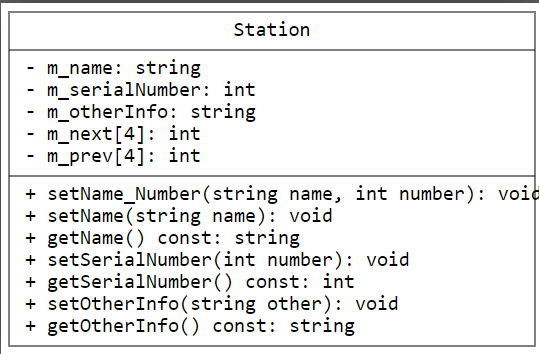 Station
- m_name: string
- m_serialNumber: int
- m_otherInfo: string
- m_next[4]: int
- m_prev[4]: int
+ setName_Number(string name, int number): void
+ setName(string name): void
+ getName() const: string
+ setSerialNumber(int number): void
+ getSerialNumber() const: int
+ setOtherInfo(string other): void
+ getOtherInfo() const: string